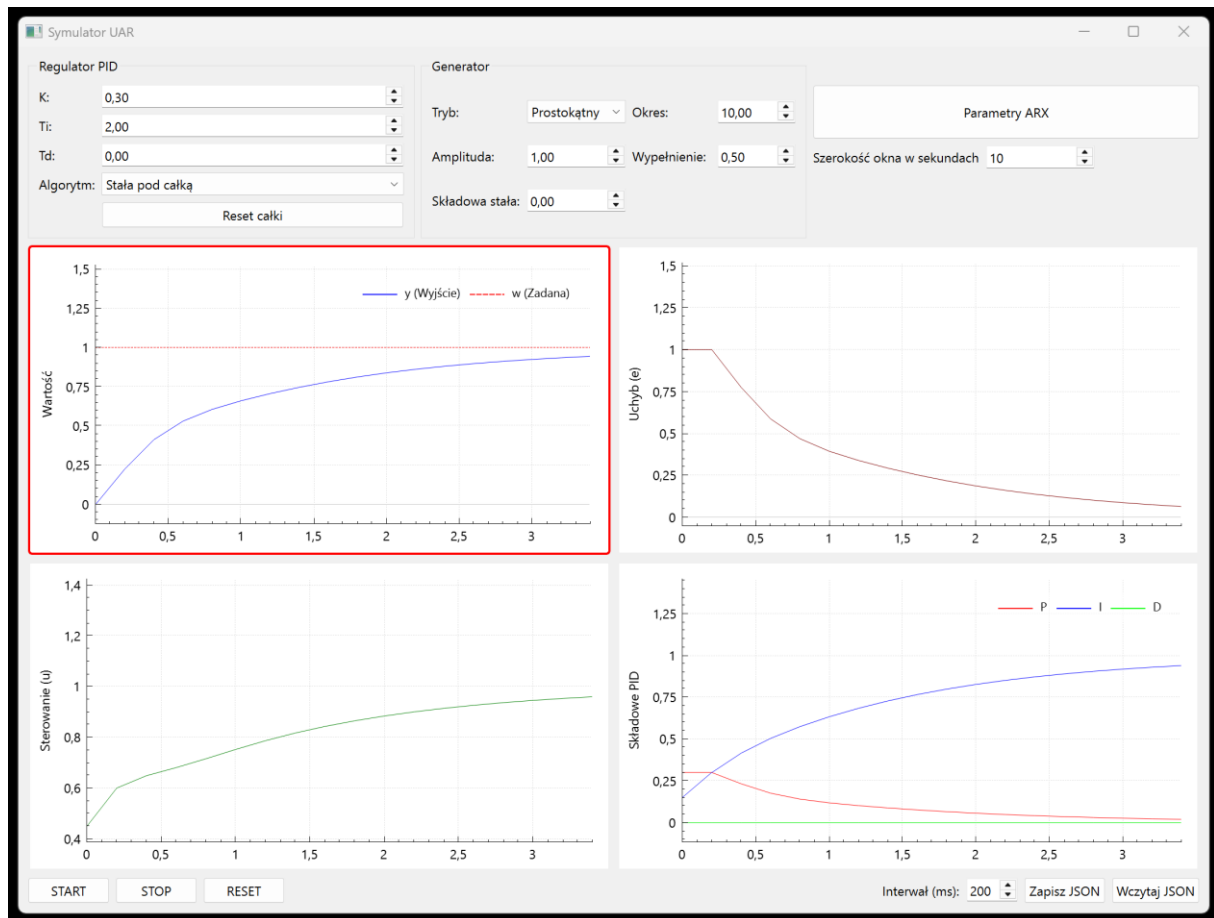 Symulator UAR
Regulator PID
K: 0,30
Ti: 2,00
Td: 0,00
Algorytm: Stała pod całką
Reset całki
Generator
Tryb: Prostokątny Okres: 10,00
Amplituda: 1,00 Wypełnienie: 0,50
Składowa stała: 0,00
Parametry ARX
Szerokość okna w sekundach 10
Wartość
1,5
1,25
1
0,75
0,5
0,25
0
y (Wyjście) w (Zadana)
0 0,5 1 1,5 2 2,5 3
Uchyb (e)
1,5
1,25
1
0,75
0,5
0,25
0
0 0,5 1 1,5 2 2,5 3
Sterowanie (u)
1,4
1,2
1
0,8
0,6
0,4
0 0,5 1 1,5 2 2,5 3
Składowe PID
1,25
1
0,75
0,5
0,25
0
P I D
0 0,5 1 1,5 2 2,5 3
START STOP RESET
Interwał (ms): 200 Zapisz JSON Wczytaj JSON